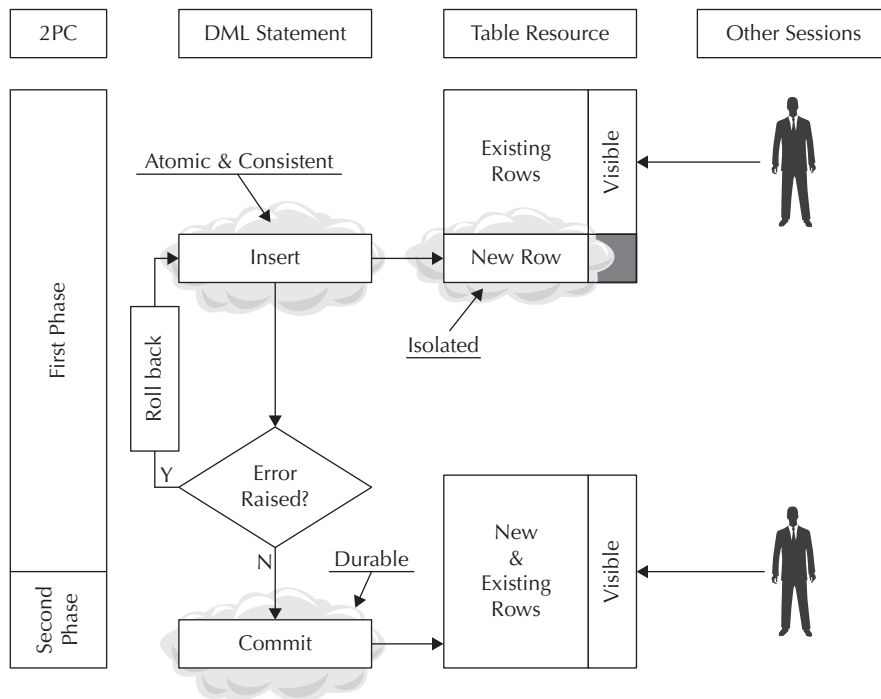 2PC
DML Statement
Table Resource
Other Sessions
First Phase
Atomic & Consistent
Insert
Roll back
Existing
Rows
Visible
New Row
Isolated
Error
Raised?
Y
N
Second
Phase
Durable
Commit
New
&
Existing
Rows
Visible